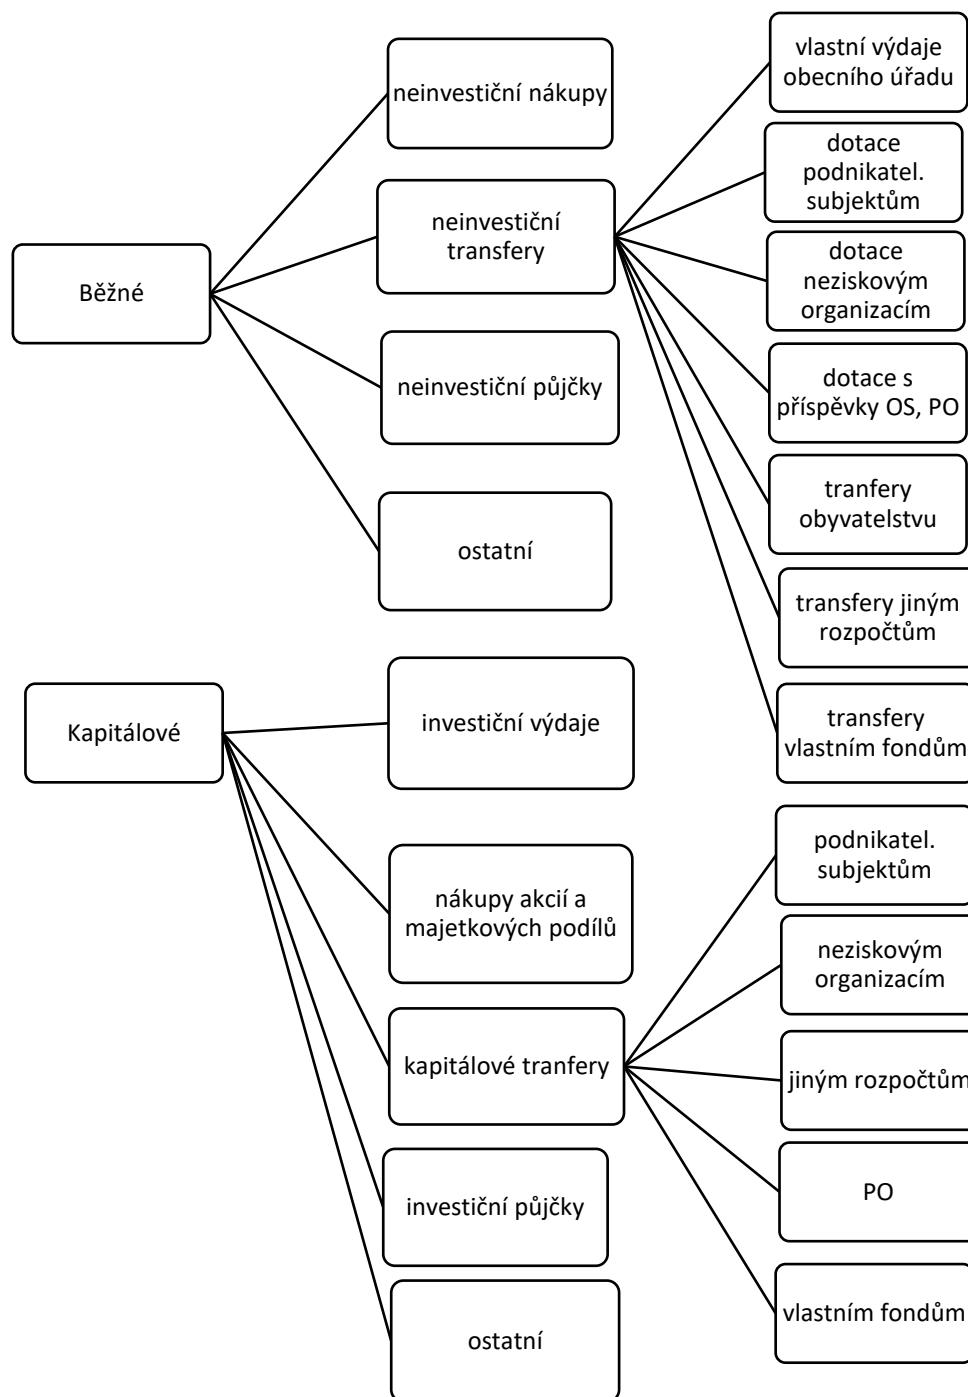 Běžné
neinvestiční nákupy
neinvestiční
transfery
vlastní výdaje
obecního úřadu
dotace
podnikatel.
subjektům
dotace
neziskovým
organizacím
dotace s
příspěvky OS, PO
tranfery
obyvatelstvu
transfery jiným
rozpočtům
transfery
vlastním fondům
neinvestiční půjčky
ostatní
Kapitálové
investiční výdaje
nákupy akcií a
majetkových podílů
kapitálové tranfery
podnikatel.
subjektům
neziskovým
organizacím
jiným rozpočtům
PO
vlastním fondům
investiční půjčky
ostatní